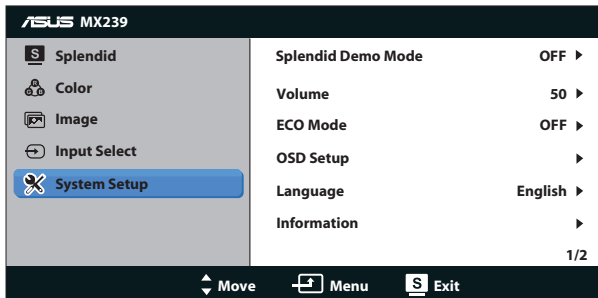 ASUS MX239
S Splendid
Color
Image
Input Select
System Setup
Splendid Demo Mode OFF
Volume 50
ECO Mode OFF
OSD Setup
Language English
Information
1/2
Move Menu S Exit